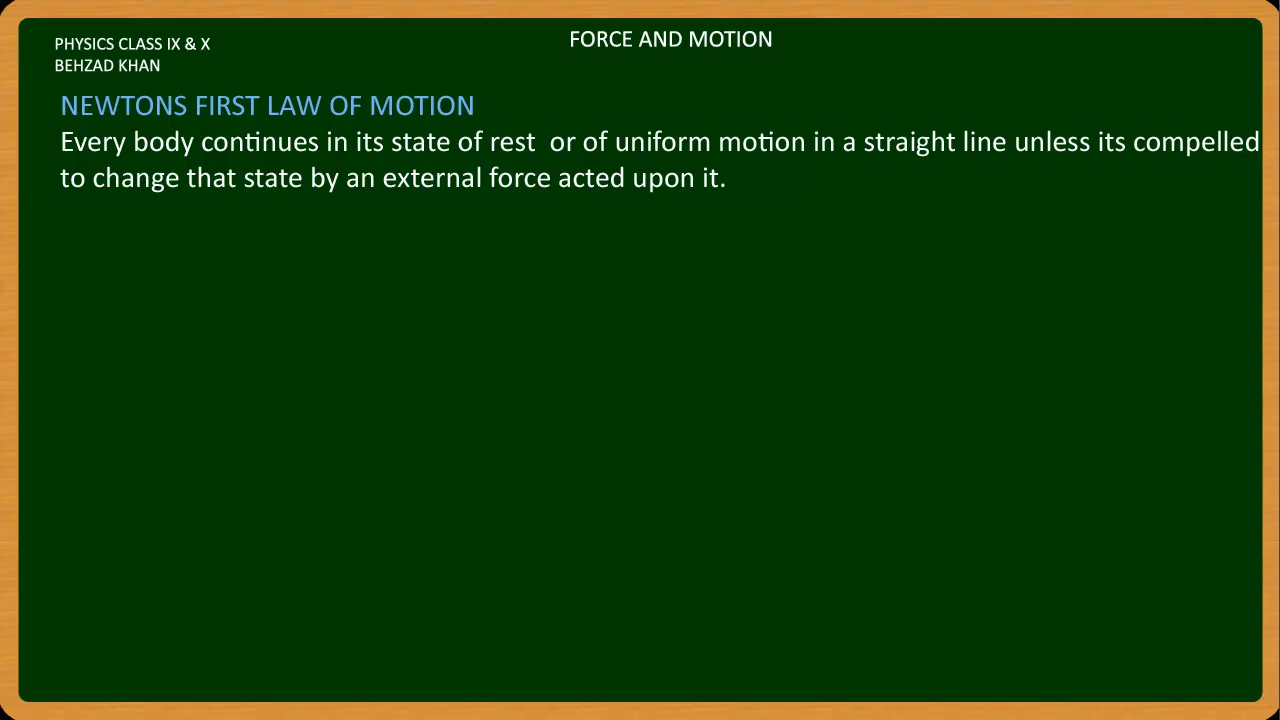 PHYSICS CLASS IX & X
BEHZAD KHAN
FORCE AND MOTION
NEWTONS FIRST LAW OF MOTION
Every body continues in its state of rest  or of uniform motion in a straight line unless its compelled
to change that state by an external force acted upon it.